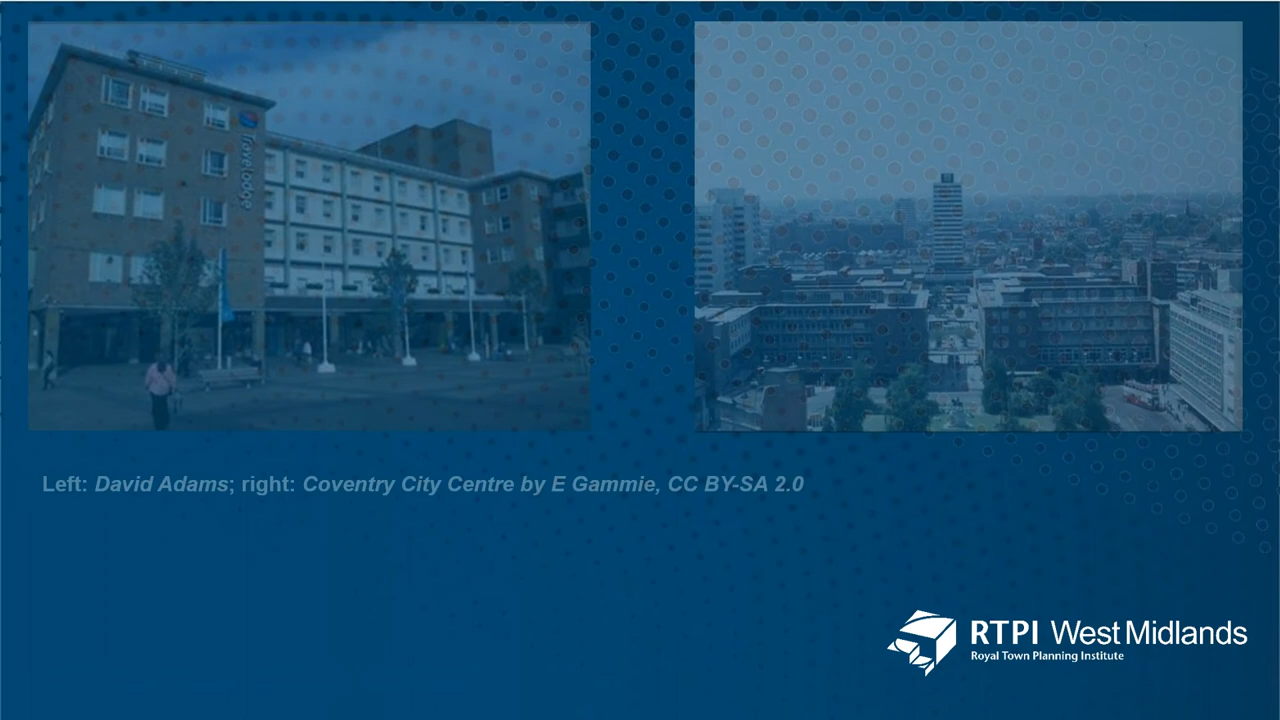 Travelodge
Left: David Adams; right: Coventry City Centre by E Gammie, CC BY-SA 2.0
RTPI West Midlands
Royal Town Planning Institute